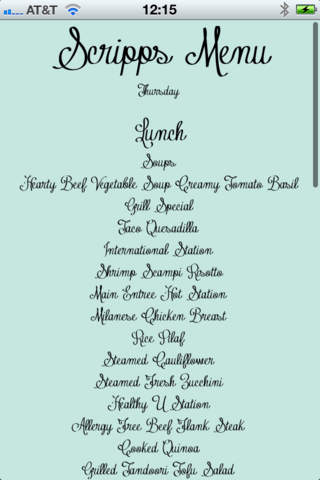 AT&T 12:15
Scripps Menu
Thursday
Lunch
Soups
Hearty Beef Vegetable Soup Creamy Tomato Basil
Grill Special
Taco Quesadilla
International Station
Shrimp Scampi Risotto
Main Entree Hot Station
Milanese Chicken Breast
Rice Pilaf
Steamed Cauliflower
Steamed Fresh Zucchini
Healthy U Station
Allergy Free Beef Flank Steak
Cooked Quinoa
Grilled Tandoori Tofu Salad